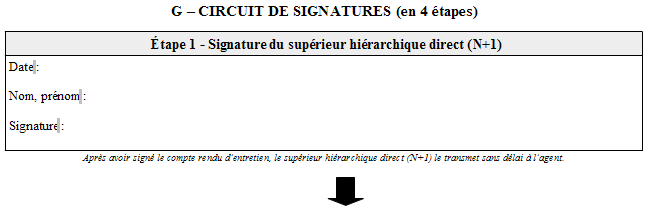 G – CIRCUIT DE SIGNATURES (en 4 étapes)
Étape 1 - Signature du supérieur hiérarchique direct (N+1)
Date :
Nom, prénom :
Signature :
Après avoir signé le compte rendu d'entretien, le supérieur hiérarchique direct (N+1) le transmet sans délai à l'agent.